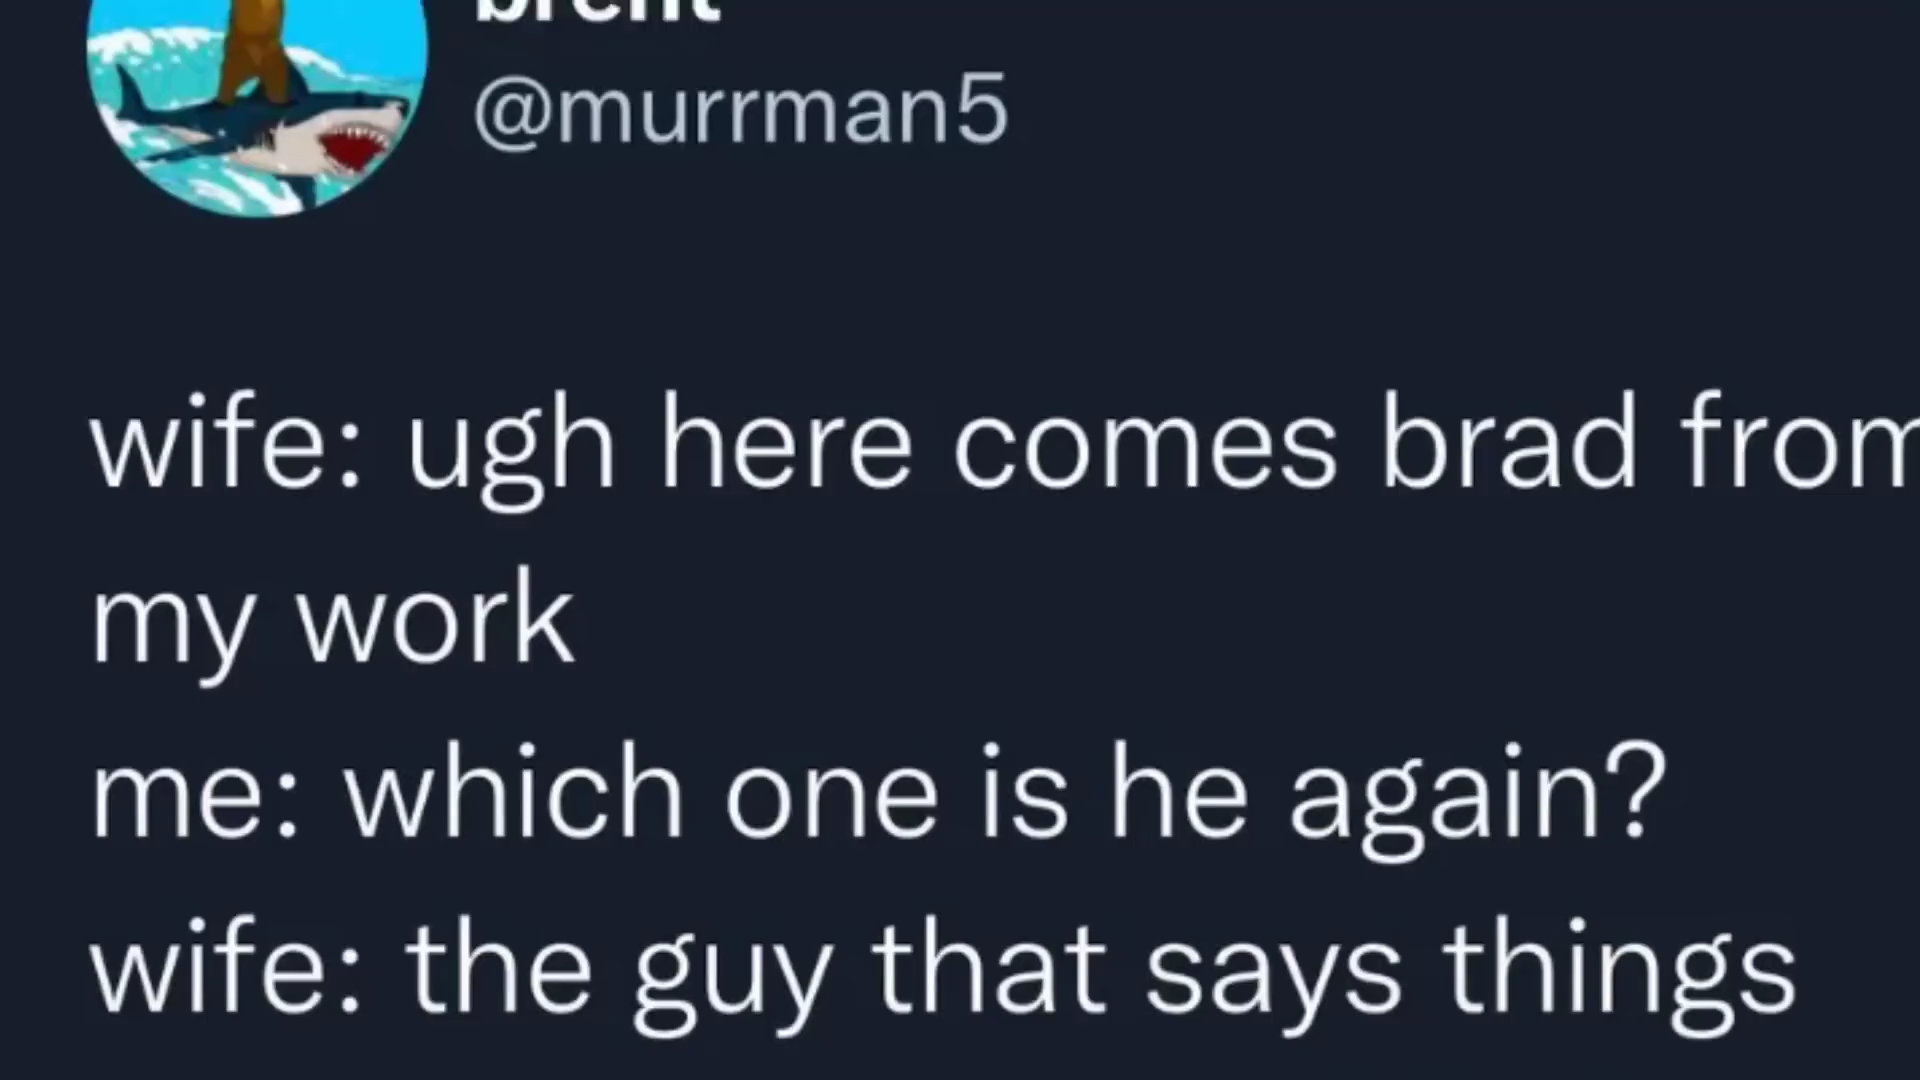 brent
@murrman5
wife: ugh here comes brad from
my work
me: which one is he again?
wife: the guy that says things